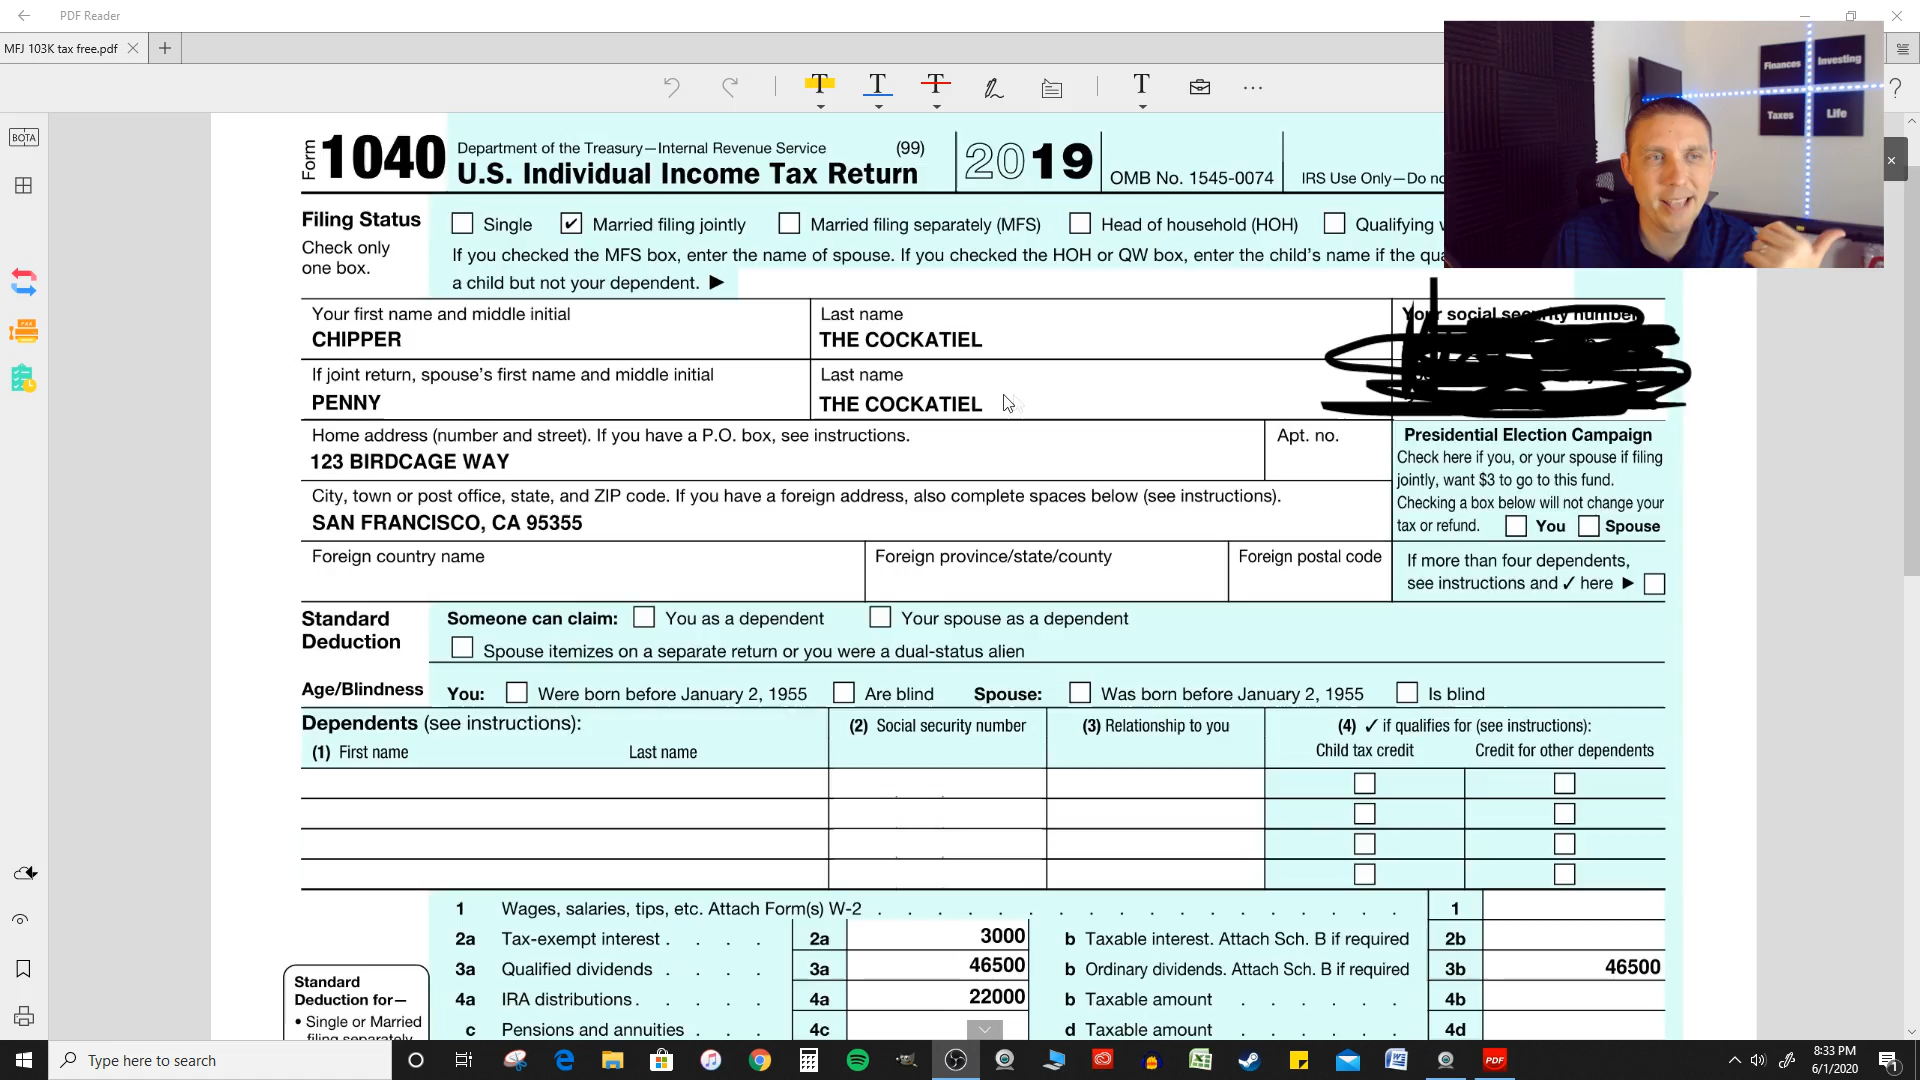 PDF Reader
MFJ 103K tax free.pdf
Finances
Investing
Taxes
Life
BOTA
T T T T ?
Form 1040 Department of the Treasury—Internal Revenue Service (99)
U.S. Individual Income Tax Return
2019
OMB No. 1545-0074
IRS Use Only—Do
Filing Status
Check only
one box.
Single ✔ Married filing jointly Married filing separately (MFS) Head of household (HOH) Qualifying
If you checked the MFS box, enter the name of spouse. If you checked the HOH or QW box, enter the child's name if the
a child but not your dependent. ▶
Your first name and middle initial
CHIPPER
Last name
THE COCKATIEL
Your social security number
If joint return, spouse's first name and middle initial
PENNY
Last name
THE COCKATIEL
Home address (number and street). If you have a P.O. box, see instructions.
123 BIRDCAGE WAY
Apt. no.
Presidential Election Campaign
Check here if you, or your spouse if filing
jointly, want $3 to go to this fund.
Checking a box below will not change your
tax or refund. You Spouse
City, town or post office, state, and ZIP code. If you have a foreign address, also complete spaces below (see instructions).
SAN FRANCISCO, CA 95355
Foreign country name
Foreign province/state/county
Foreign postal code
If more than four dependents,
see instructions and ✓ here ▶
Standard
Deduction
Someone can claim: You as a dependent Your spouse as a dependent
Spouse itemizes on a separate return or you were a dual-status alien
Age/Blindness You: Were born before January 2, 1955 Are blind Spouse: Was born before January 2, 1955 Is blind
Dependents (see instructions):
(1) First name Last name
(2) Social security number
(3) Relationship to you
(4) ✓ if qualifies for (see instructions):
Child tax credit Credit for other dependents
1 Wages, salaries, tips, etc. Attach Form(s) W-2 . . . . . . . . . . . . . . . . . . 1
2a Tax-exempt interest . . . . 2a 3000 b Taxable interest. Attach Sch. B if required 2b
3a Qualified dividends . . . . 3a 46500 b Ordinary dividends. Attach Sch. B if required 3b 46500
4a IRA distributions . . . . . 4a 22000 b Taxable amount . . . . . . 4b
c Pensions and annuities . . . 4c d Taxable amount . . . . . . 4d
Standard
Deduction for—
• Single or Married
filing separately,
Type here to search
PDF
8:33 PM
6/1/2020
1